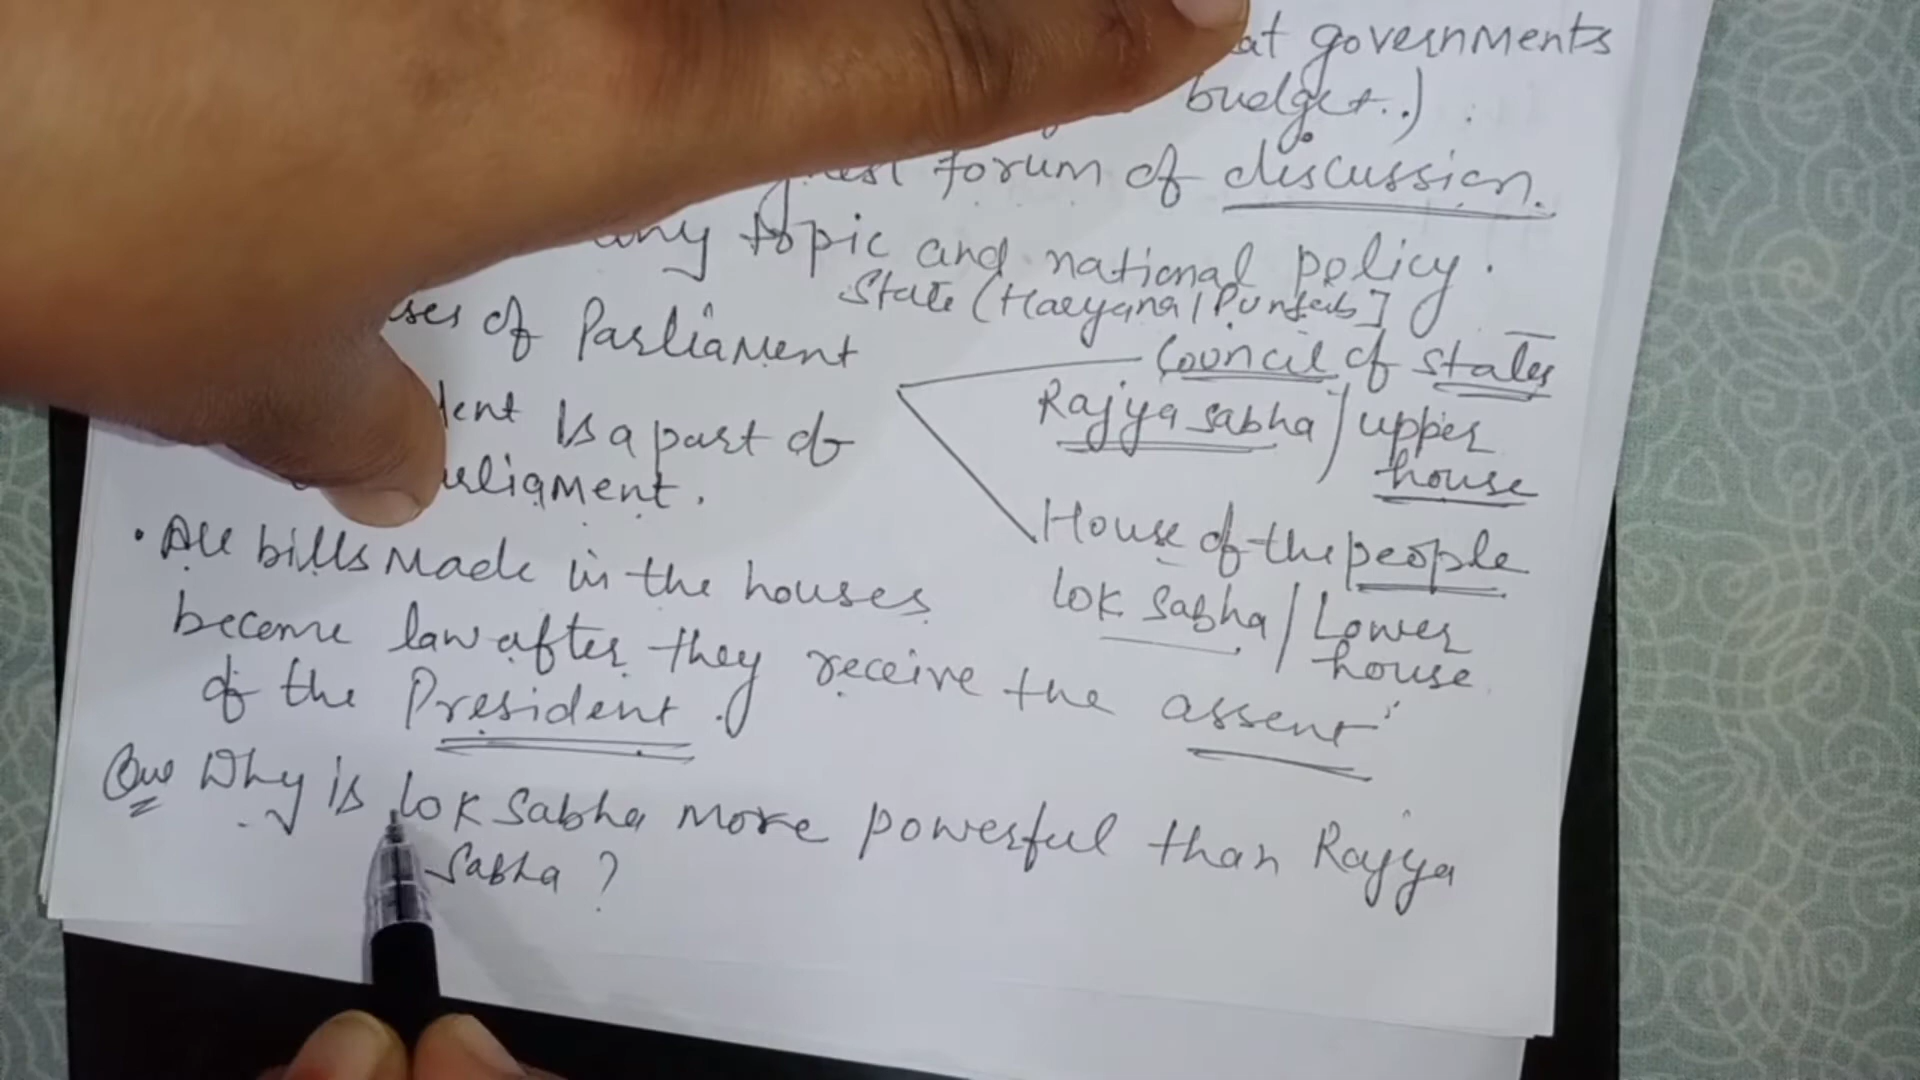 at governments
budget..)
forum of discussion.
any topic and national policy.
State (Haryana / Punjab]
of Parliament
Council of States
Rajya Sabha / upper house
is a part of
House of the people
lok Sabha / Lower house
• All bills made in the houses
become law after they receive the assent
of the President.
Que Why is lok Sabha more powerful than Rajya
Sabha ?